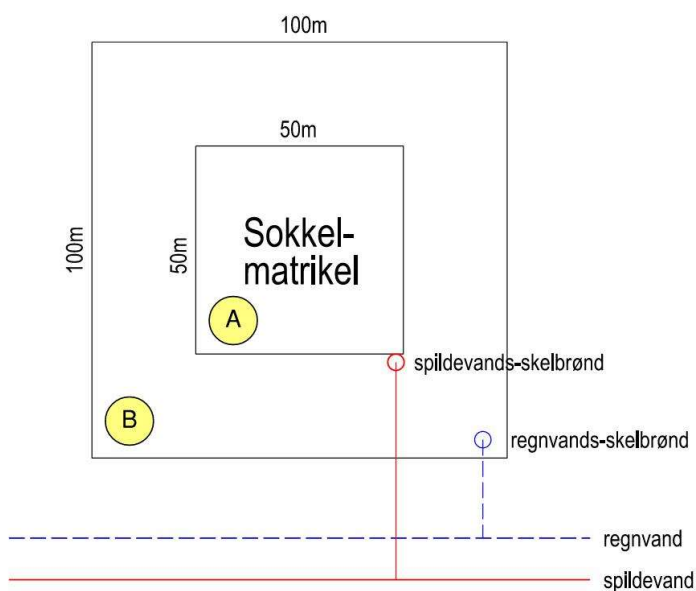 100m
50m
100m
50m
Sokkel-
matrikel
A
spildevands-skelbrønd
B
regnvands-skelbrønd
regnvand
spildevand